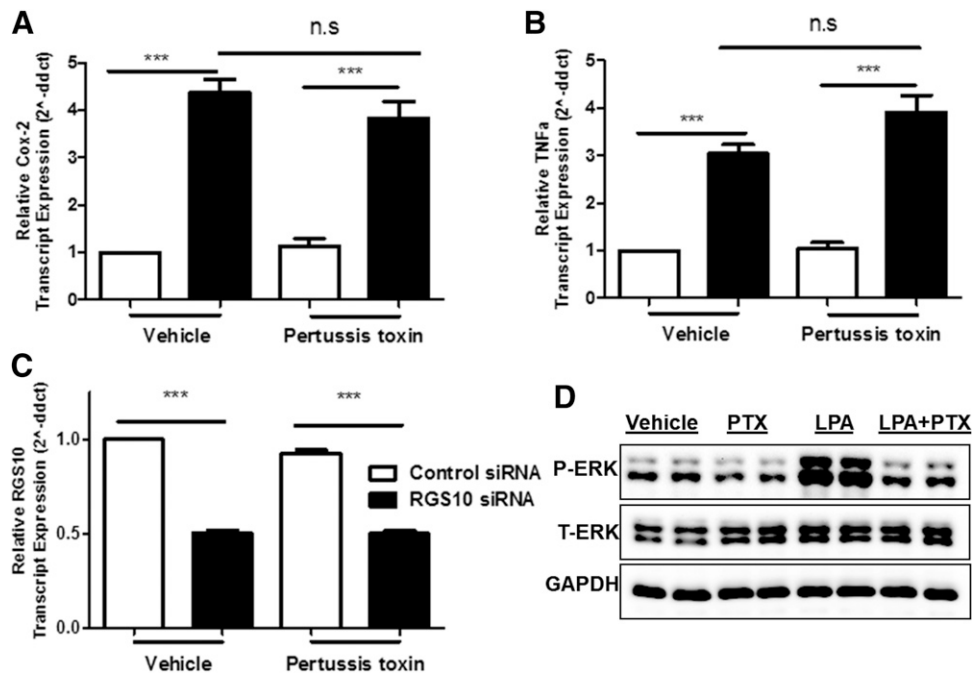 A
n.s
***
***
Relative Cox-2
Transcript Expression (2^-ddct)
5
4
3
2
1
0
Vehicle
Pertussis toxin
B
n.s
***
***
Relative TNFa
Transcript Expression (2^-ddct)
5
4
3
2
1
0
Vehicle
Pertussis toxin
C
***
***
Relative RGS10
Transcript Expression (2^-ddct)
1.0
0.5
0.0
Control siRNA
RGS10 siRNA
Vehicle
Pertussis toxin
D
Vehicle PTX LPA LPA+PTX
P-ERK
T-ERK
GAPDH